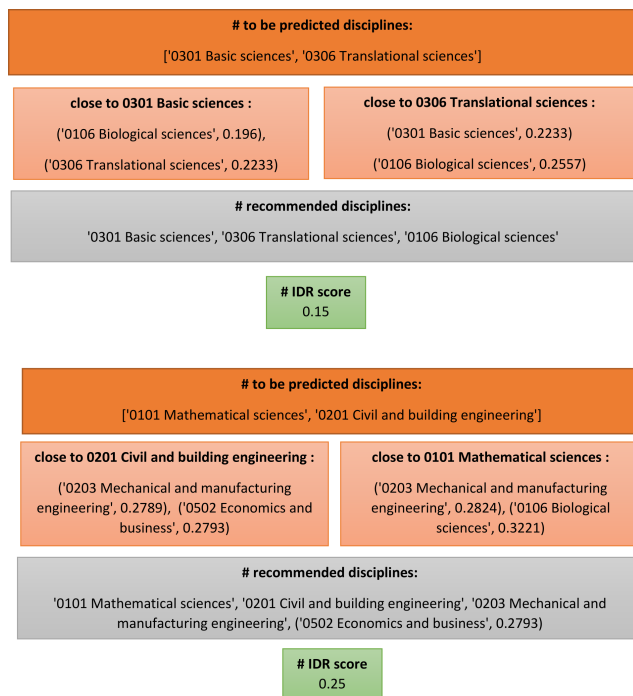 # to be predicted disciplines:
['0301 Basic sciences', '0306 Translational sciences']
close to 0301 Basic sciences :
('0106 Biological sciences', 0.196),
('0306 Translational sciences', 0.2233)
close to 0306 Translational sciences :
('0301 Basic sciences', 0.2233)
('0106 Biological sciences', 0.2557)
# recommended disciplines:
'0301 Basic sciences', '0306 Translational sciences', '0106 Biological sciences'
# IDR score
0.15
# to be predicted disciplines:
['0101 Mathematical sciences', '0201 Civil and building engineering']
close to 0201 Civil and building engineering :
('0203 Mechanical and manufacturing
engineering', 0.2789), ('0502 Economics and
business', 0.2793)
close to 0101 Mathematical sciences :
('0203 Mechanical and manufacturing
engineering', 0.2824), ('0106 Biological
sciences', 0.3221)
# recommended disciplines:
'0101 Mathematical sciences', '0201 Civil and building engineering', '0203 Mechanical and
manufacturing engineering', ('0502 Economics and business', 0.2793)
# IDR score
0.25